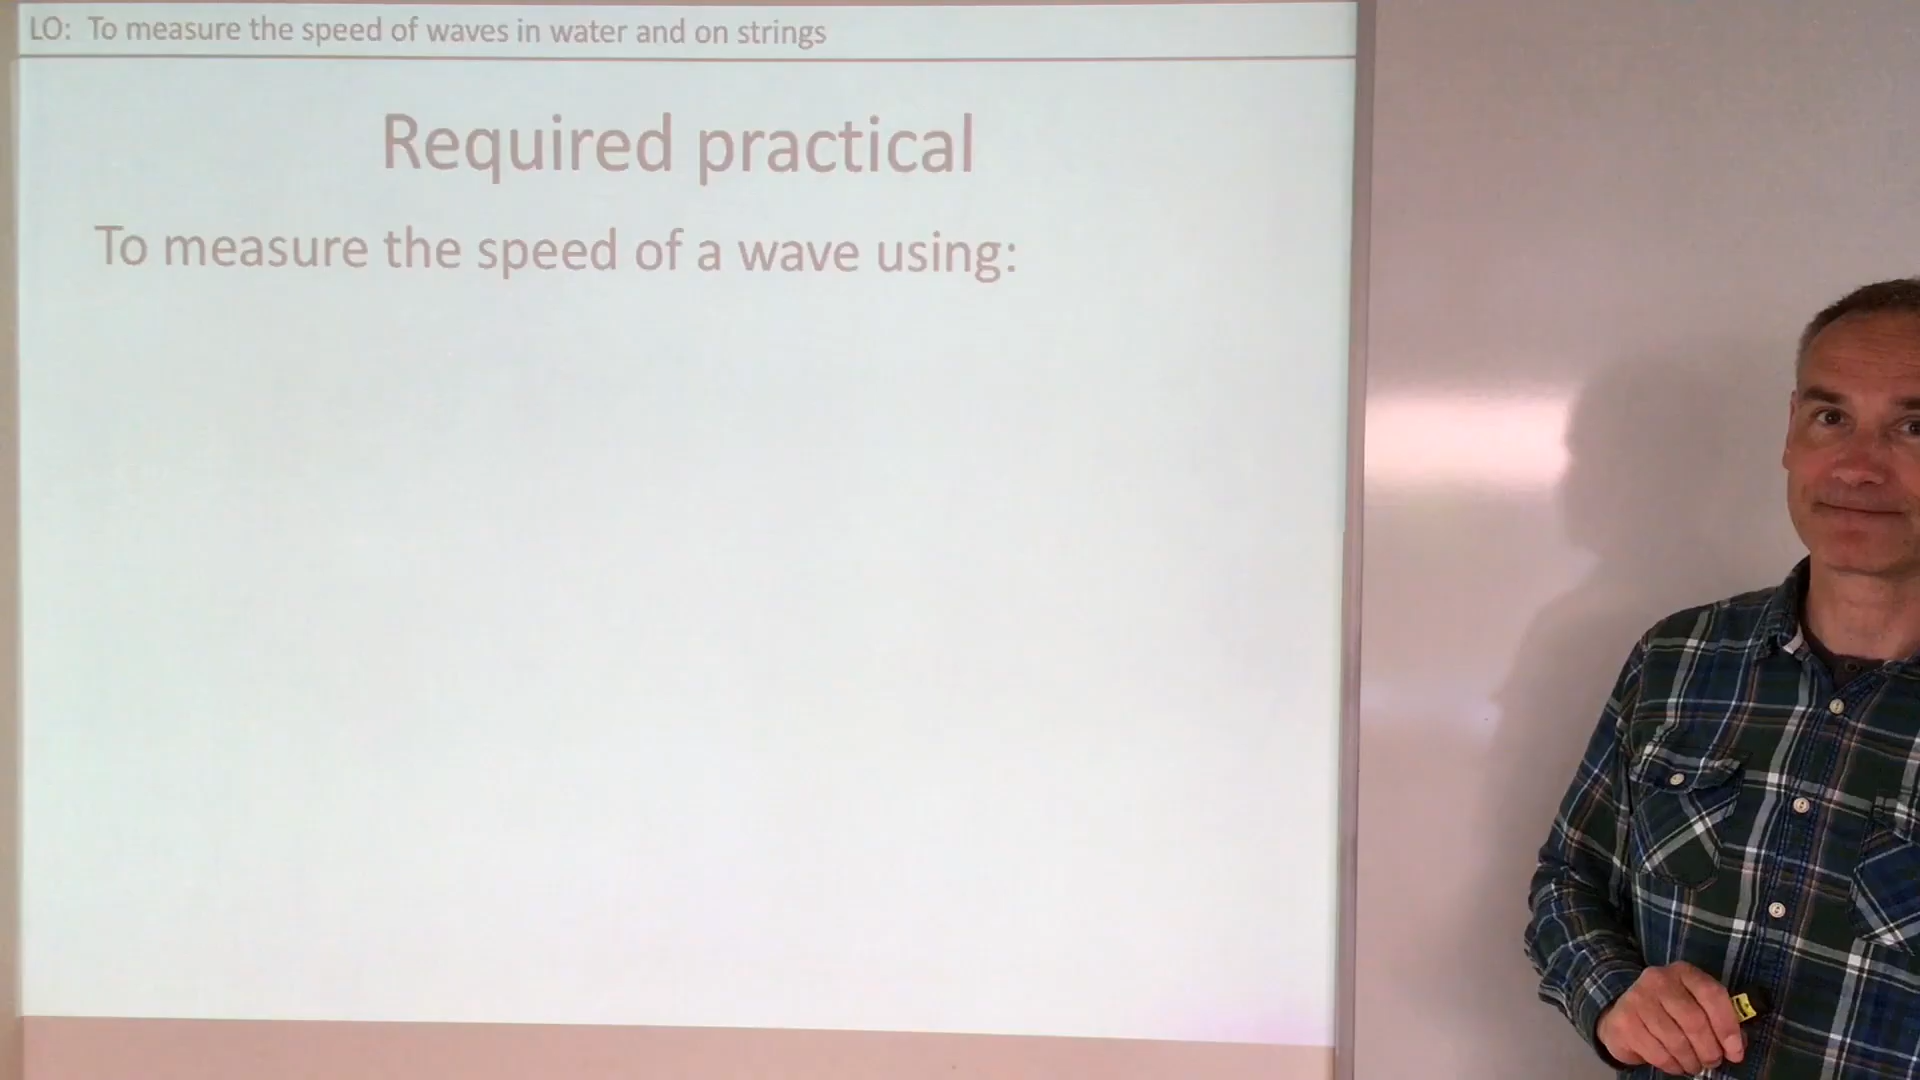 LO:  To measure the speed of waves in water and on strings
Required practical
To measure the speed of a wave using: